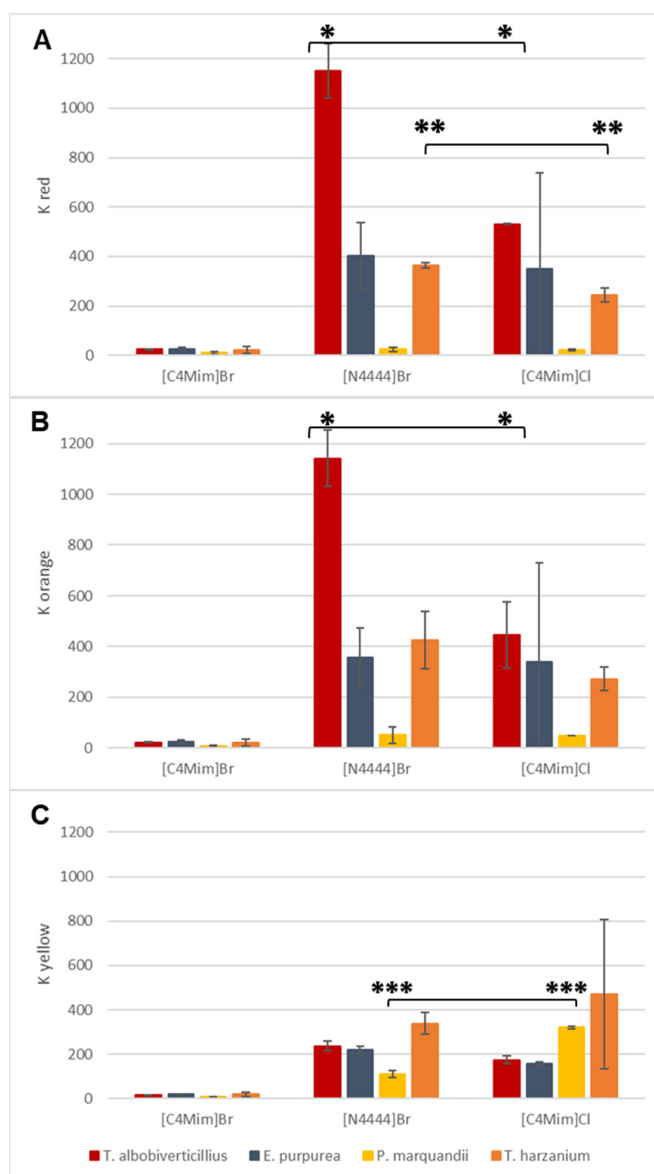 A
* *
1200
1000
** **
800
K red
600
400
200
0
[C4Mim]Br [N4444]Br [C4Mim]Cl
B
* *
1200
1000
800
K orange
600
400
200
0
[C4Mim]Br [N4444]Br [C4Mim]Cl
C
1200
1000
800
K yellow
600
*** ***
400
200
0
[C4Mim]Br [N4444]Br [C4Mim]Cl
T. albobiverticillius E. purpurea P. marquandii T. harzanium